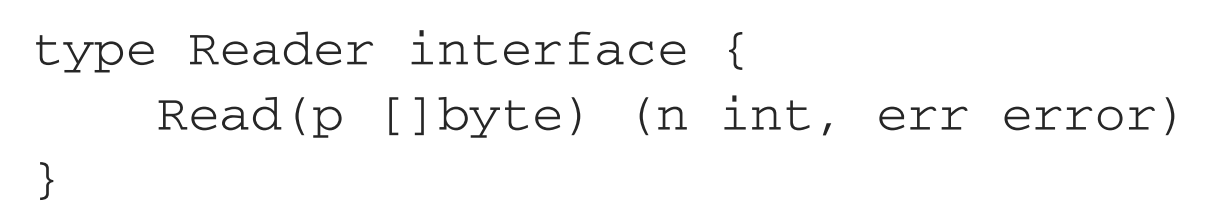 type Reader interface {
    Read(p []byte) (n int, err error)
}